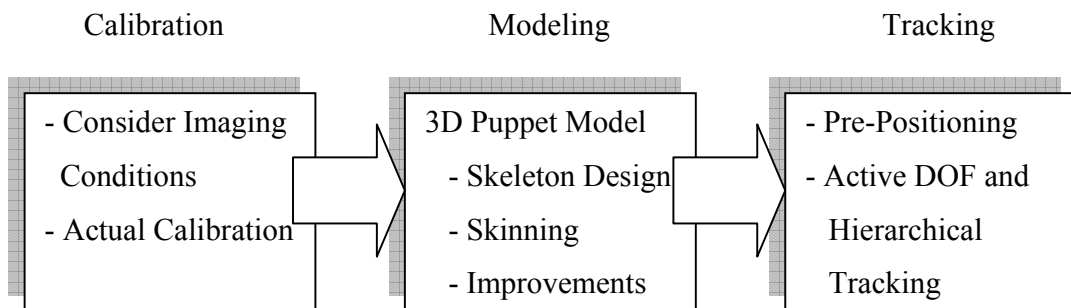 Calibration
Modeling
Tracking
- Consider Imaging
Conditions
- Actual Calibration
3D Puppet Model
- Skeleton Design
- Skinning
- Improvements
- Pre-Positioning
- Active DOF and
Hierarchical
Tracking